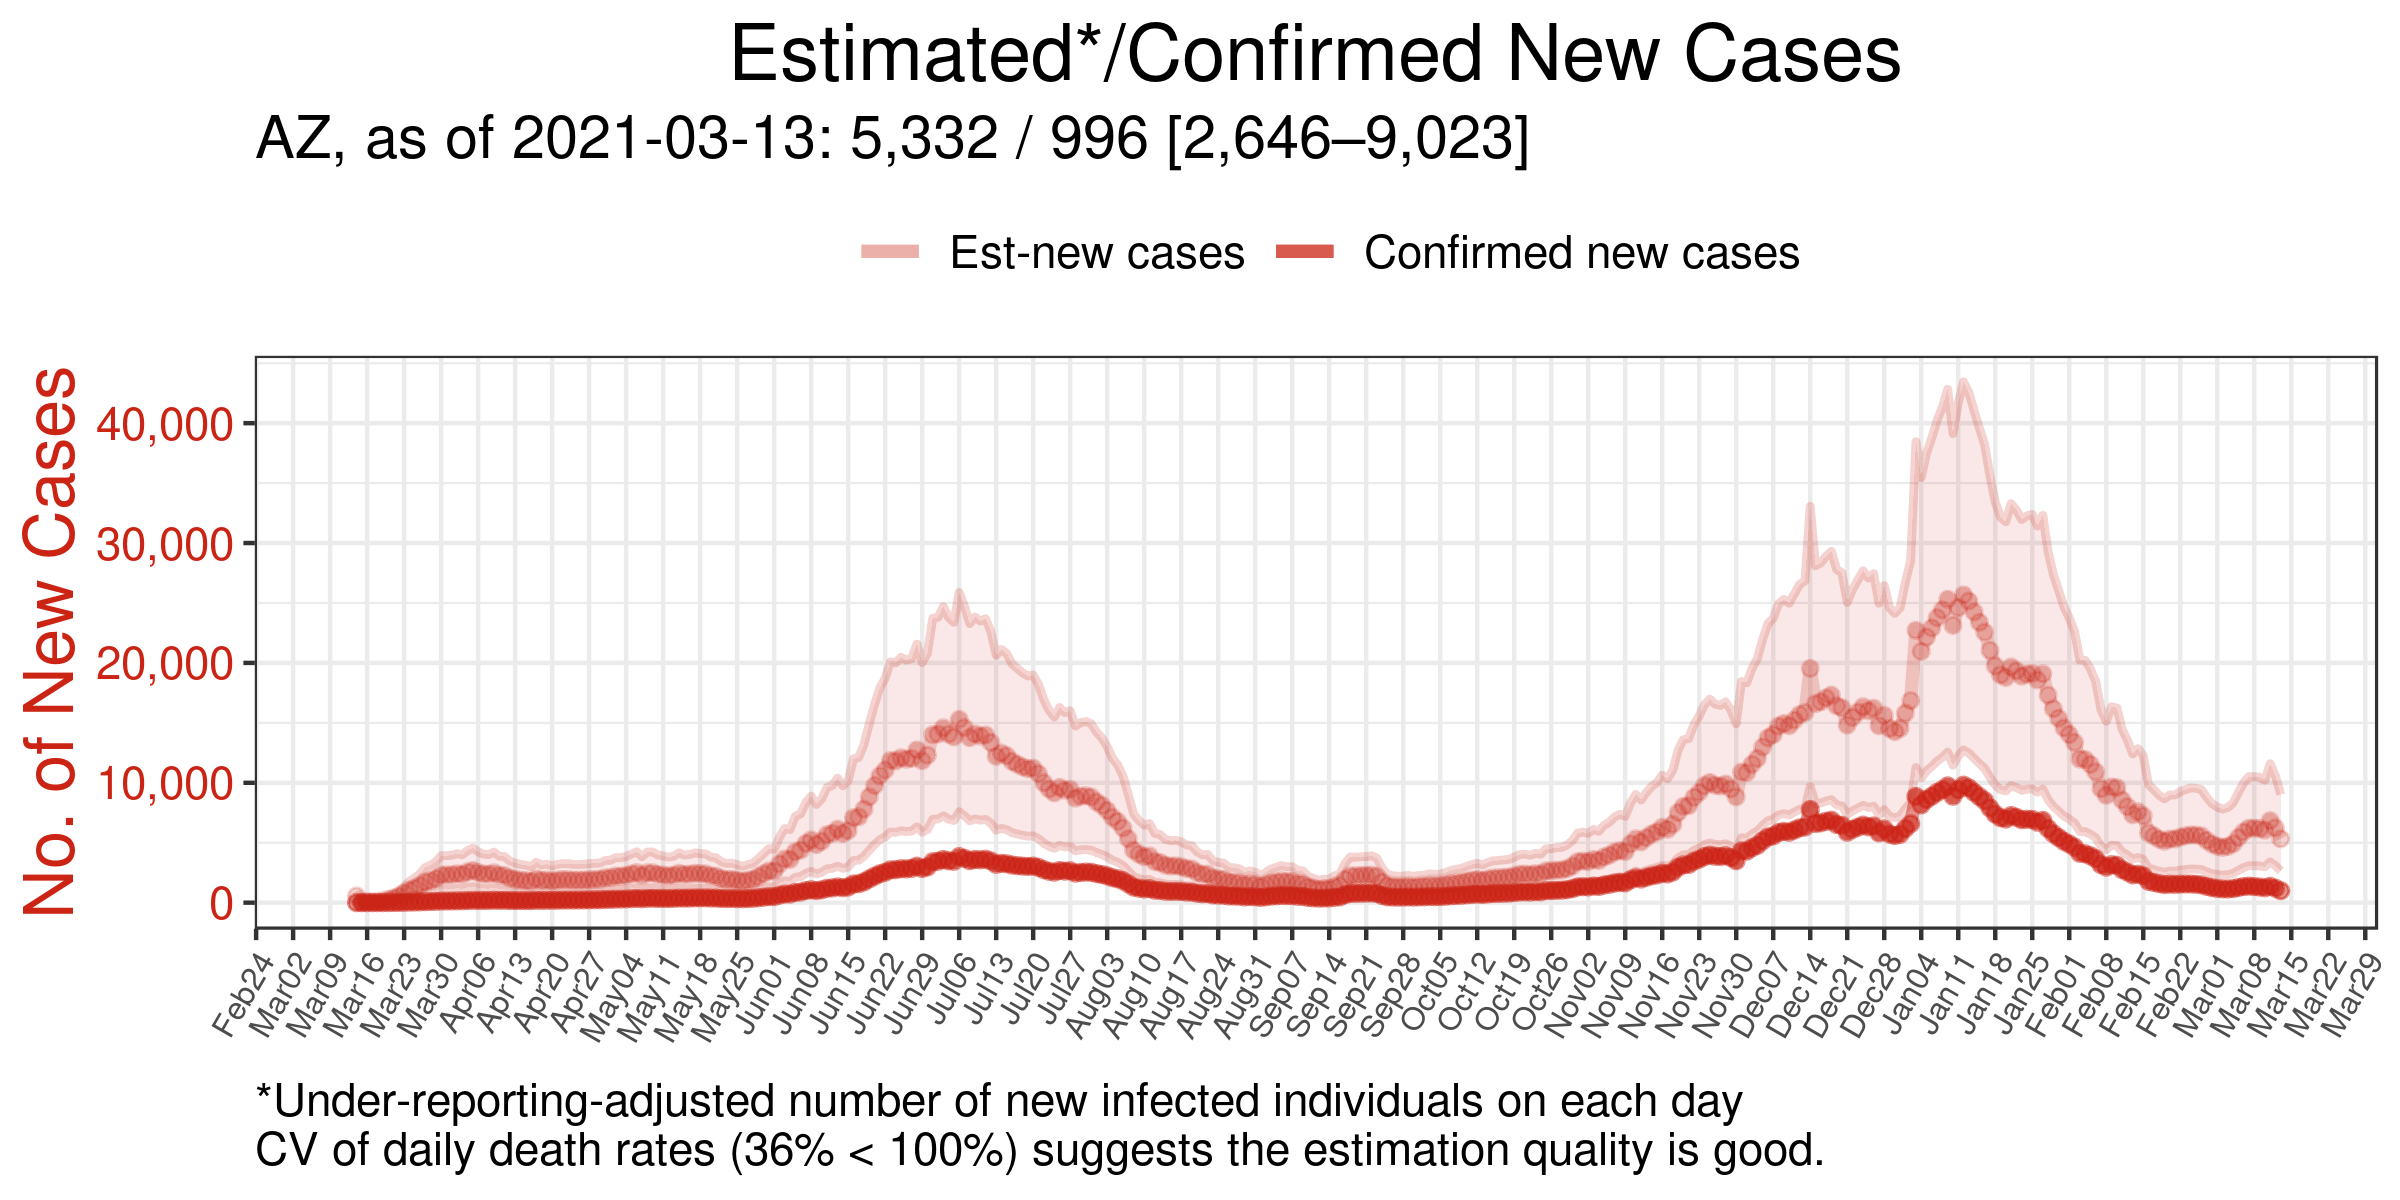 Estimated*/Confirmed New Cases
AZ, as of 2021-03-13: 5,332 / 996 [2,646–9,023]
Est-new cases
Confirmed new cases
No. of New Cases
40,000
30,000
20,000
10,000
0
Feb24
Mar02
Mar09
Mar16
Mar23
Mar30
Apr06
Apr13
Apr20
Apr27
May04
May11
May18
May25
Jun01
Jun08
Jun15
Jun22
Jun29
Jul06
Jul13
Jul20
Jul27
Aug03
Aug10
Aug17
Aug24
Aug31
Sep07
Sep14
Sep21
Sep28
Oct05
Oct12
Oct19
Oct26
Nov02
Nov09
Nov16
Nov23
Nov30
Dec07
Dec14
Dec21
Dec28
Jan04
Jan11
Jan18
Jan25
Feb01
Feb08
Feb15
Feb22
Mar01
Mar08
Mar15
Mar22
Mar29
*Under-reporting-adjusted number of new infected individuals on each day
CV of daily death rates (36% < 100%) suggests the estimation quality is good.